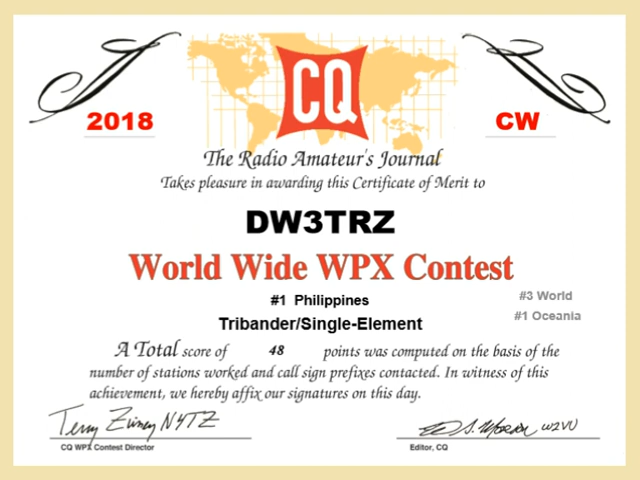 CQ
2018
CW
The Radio Amateur's Journal
Takes pleasure in awarding this Certificate of Merit to
DW3TRZ
World Wide WPX Contest
#1 Philippines
#3 World
#1 Oceania
Tribander/Single-Element
A Total score of 48 points was computed on the basis of the
number of stations worked and call sign prefixes contacted. In witness of this
achievement, we hereby affix our signatures on this day.
Terry Zivney N4TZ
W2VU
CQ WPX Contest Director
Editor, CQ